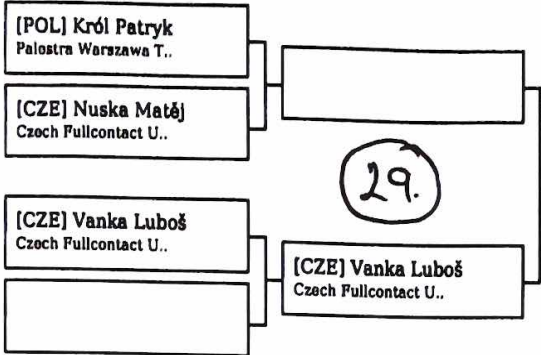 [POL] Król Patryk
Palestra Warszawa T..
[CZE] Nuska Matěj
Czech Fullcontact U..
29.
[CZE] Vanka Luboš
Czech Fullcontact U..
[CZE] Vanka Luboš
Czech Fullcontact U..